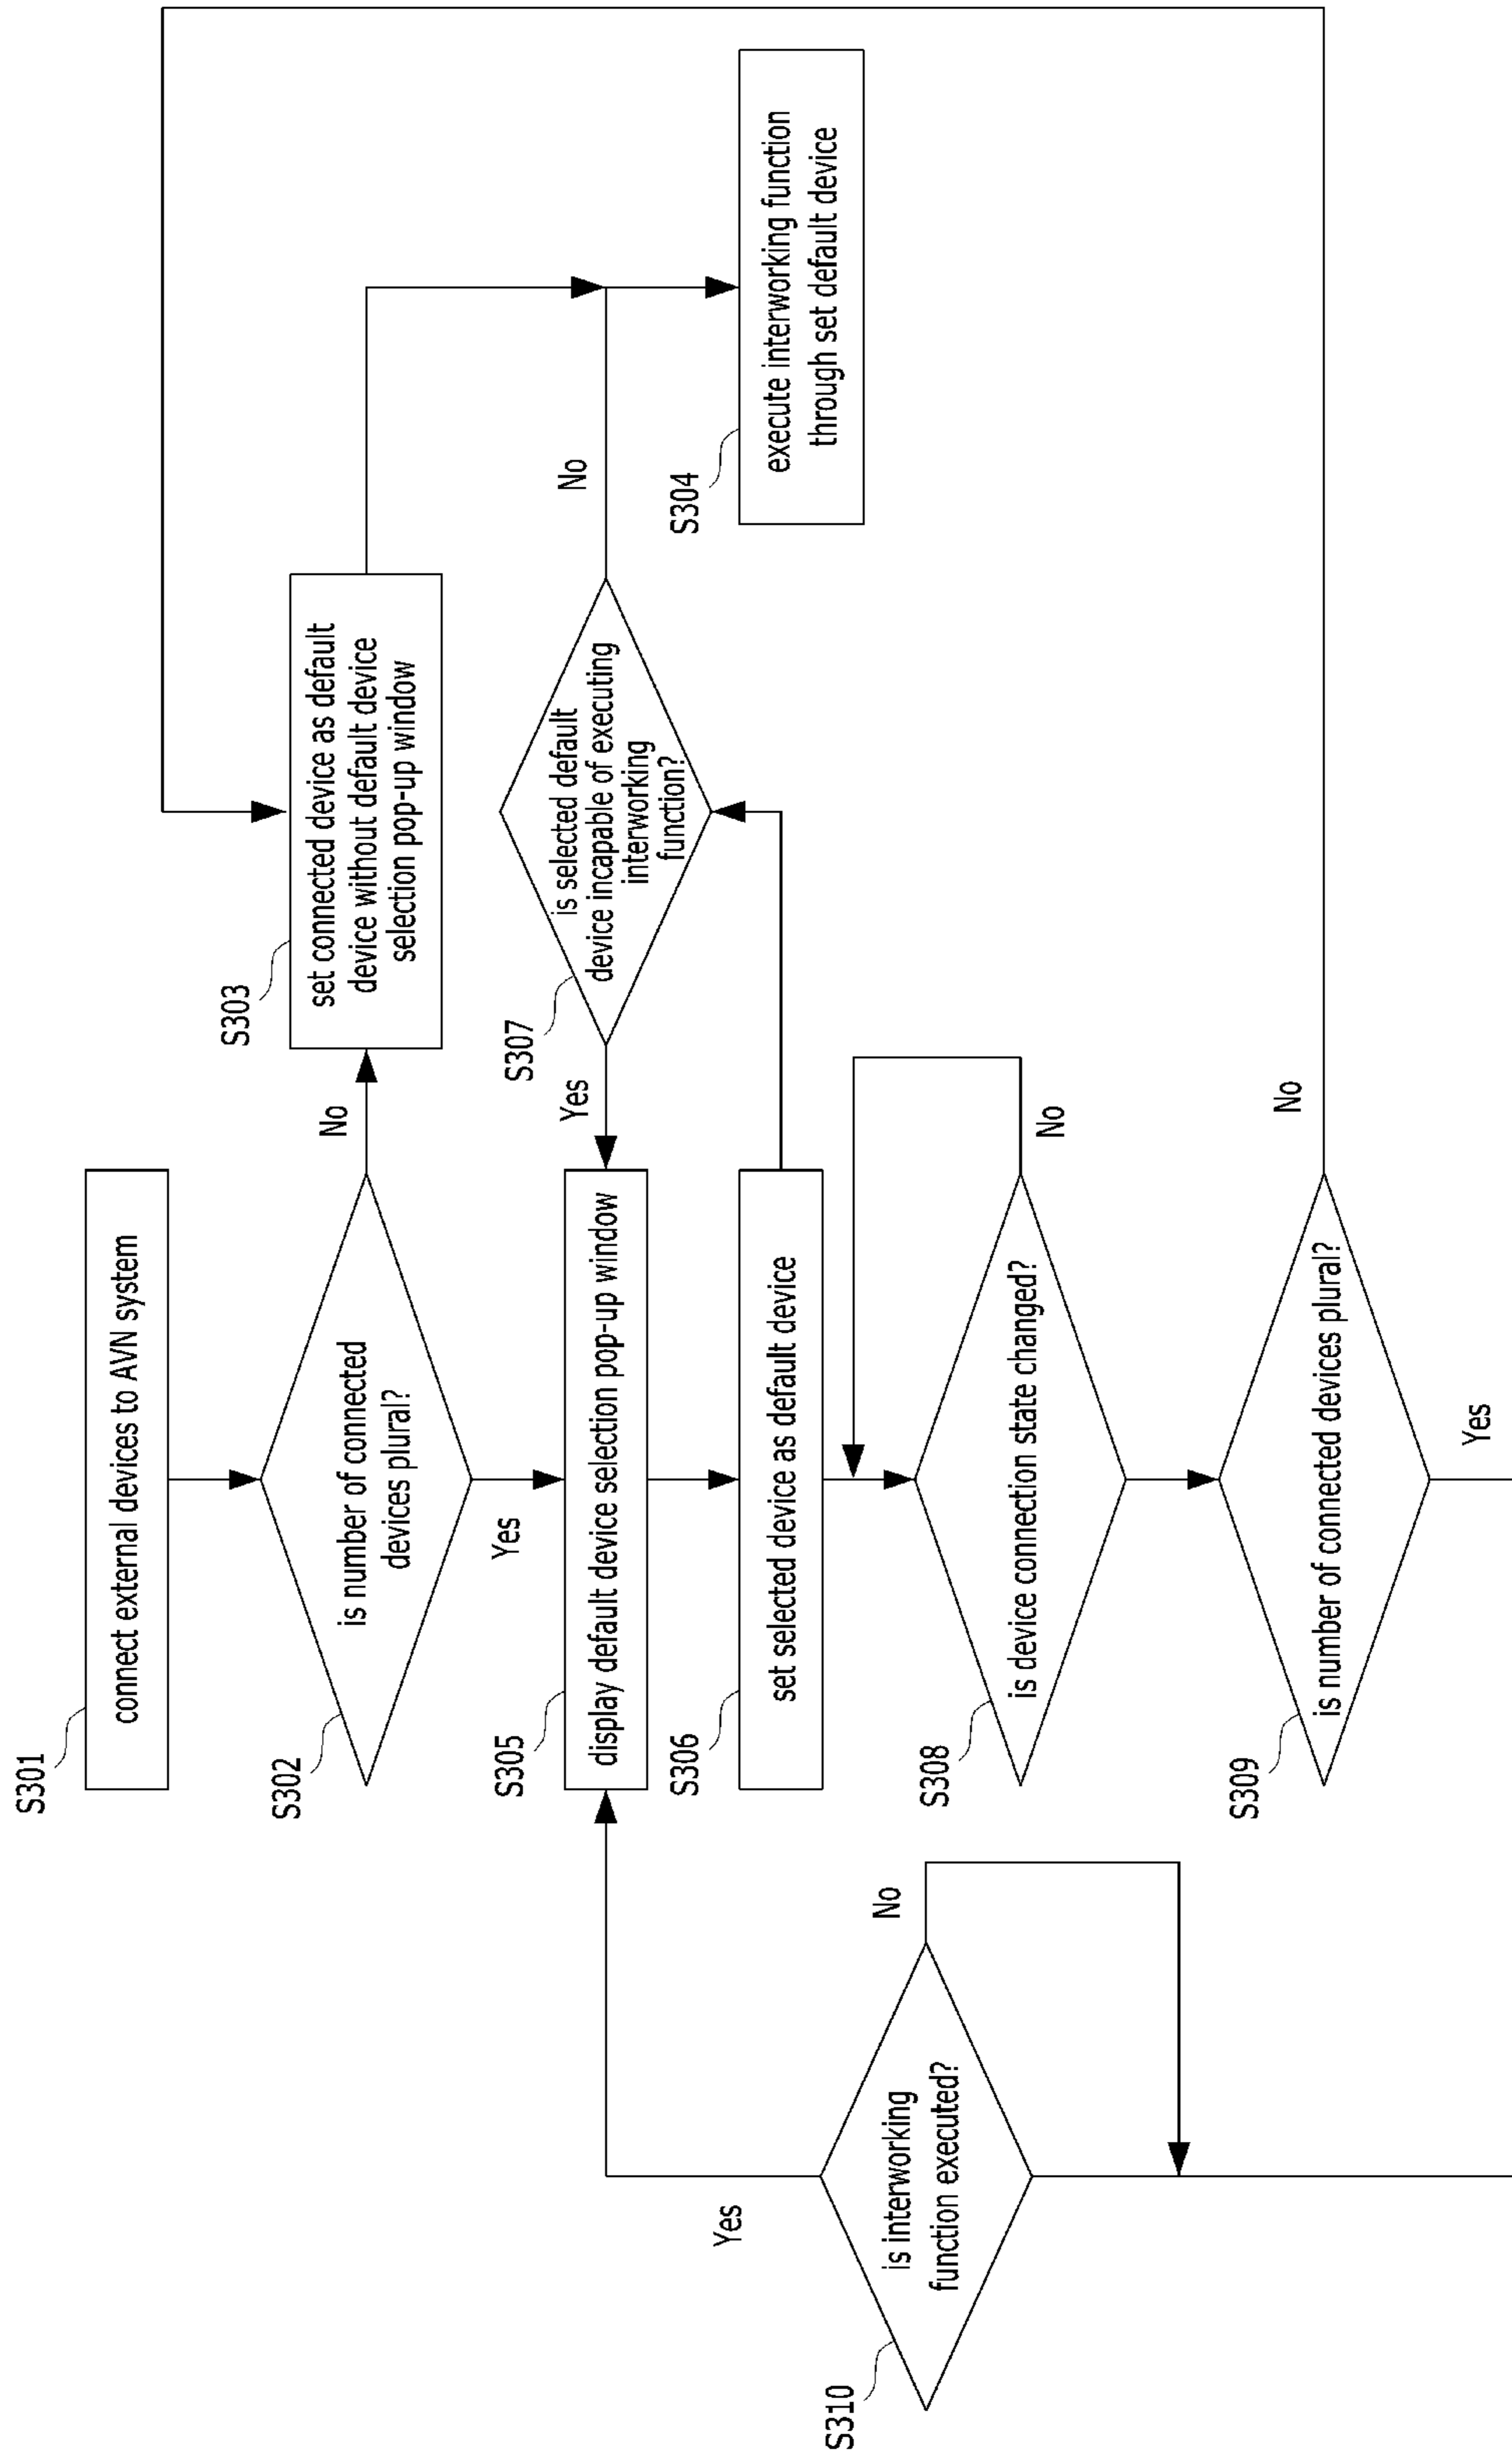 S301
connect external devices to AVN system
S302
is number of connected
devices plural?
No
Yes
S303
set connected device as default
device without default device
selection pop-up window
S304
execute interworking function
through set default device
S305
display default device selection pop-up window
S306
set selected device as default device
S307
is selected default
device incapable of executing
interworking
function?
Yes
No
S308
is device connection state changed?
No
S309
is number of connected devices plural?
No
Yes
S310
is interworking
function executed?
Yes
No